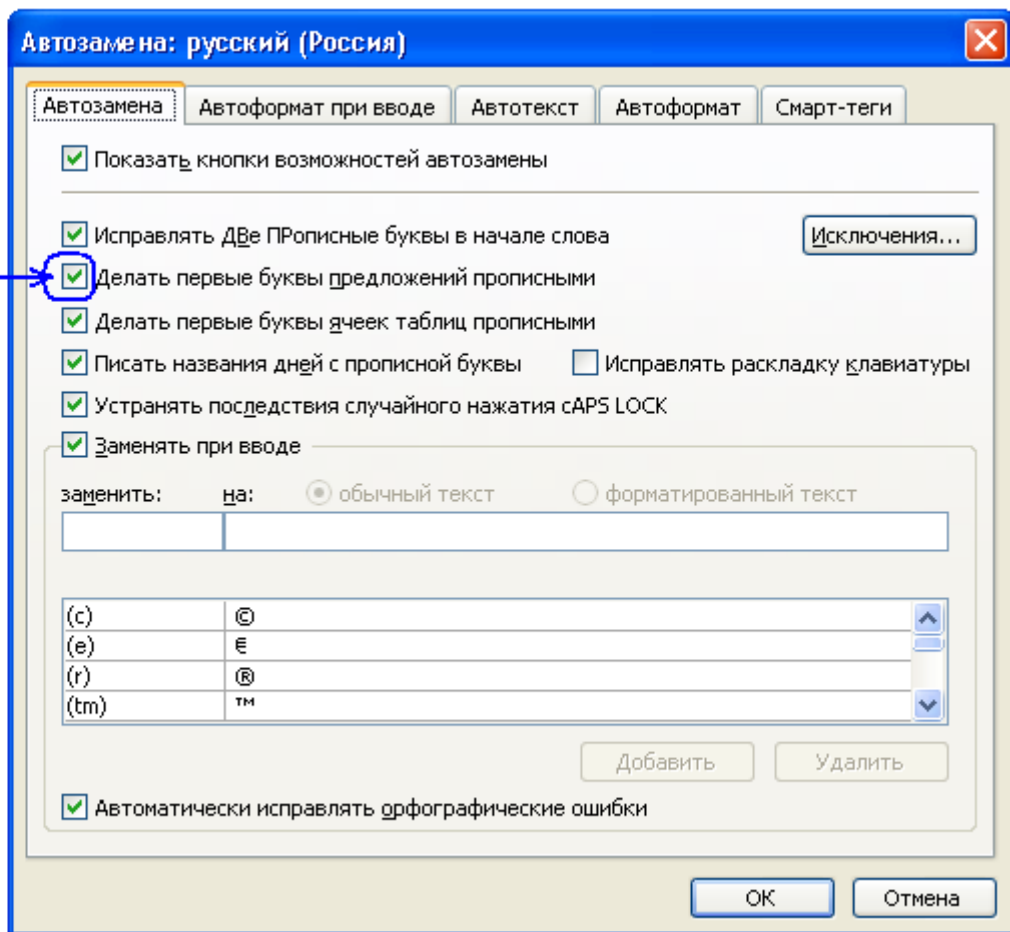 Автозамена: русский (Россия)
Автозамена Автоформат при вводе Автотекст Автоформат Смарт-теги
Показать кнопки возможностей автозамены
Исправлять ДВе ПРописные буквы в начале слова Исключения...
Делать первые буквы предложений прописными
Делать первые буквы ячеек таблиц прописными
Писать названия дней с прописной буквы Исправлять раскладку клавиатуры
Устранять последствия случайного нажатия cAPS LOCK
Заменять при вводе
заменить: на: обычный текст форматированный текст
(c) ©
(e) €
(r) ®
(tm) ™
Добавить Удалить
Автоматически исправлять орфографические ошибки
ОК Отмена